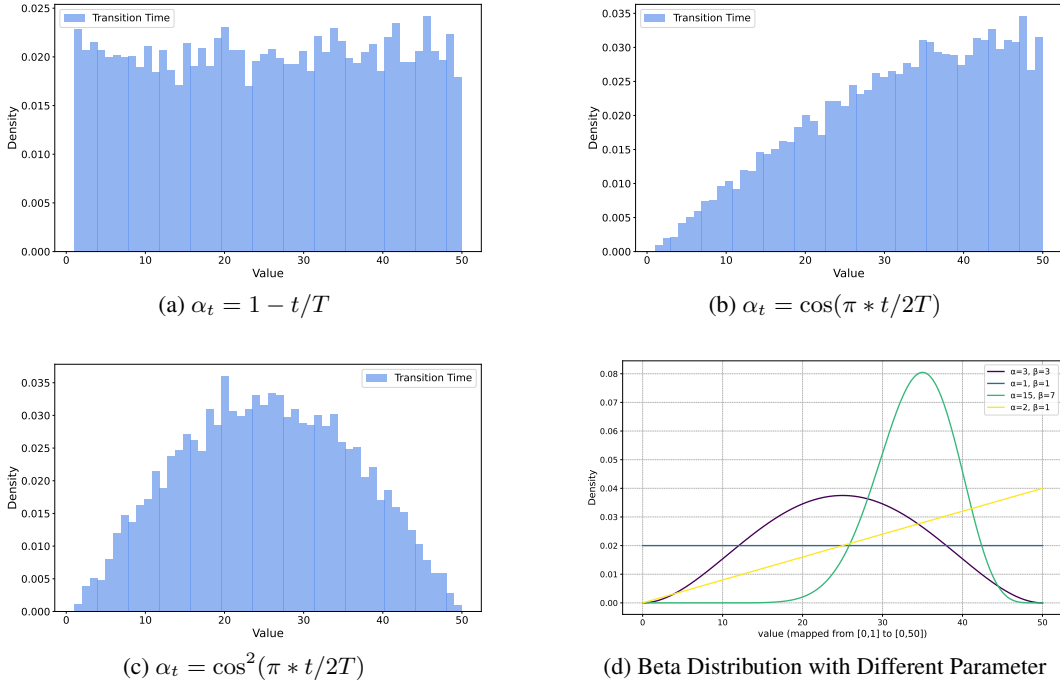 Transition Time
0.000
0.005
0.010
0.015
0.020
0.025
Density
0 10 20 30 40 50
Value
(a) αt = 1 − t/T
Transition Time
0.000
0.005
0.010
0.015
0.020
0.025
0.030
0.035
Density
0 10 20 30 40 50
Value
(b) αt = cos(π ∗ t/2T)
Transition Time
0.000
0.005
0.010
0.015
0.020
0.025
0.030
0.035
Density
0 10 20 30 40 50
Value
(c) αt = cos²(π ∗ t/2T)
α=3, β=3
α=1, β=1
α=15, β=7
α=2, β=1
0.00
0.01
0.02
0.03
0.04
0.05
0.06
0.07
0.08
Density
0 10 20 30 40 50
value (mapped from [0,1] to [0,50])
(d) Beta Distribution with Different Parameter